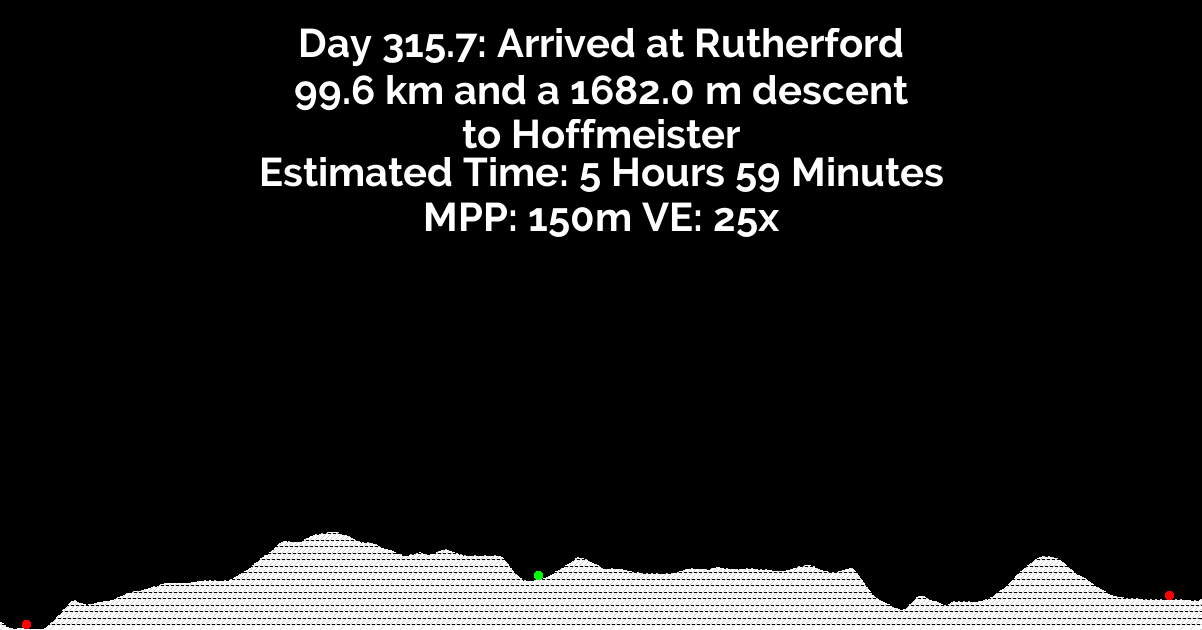 Day 315.7: Arrived at Rutherford
99.6 km and a 1682.0 m descent
to Hoffmeister
Estimated Time: 5 Hours 59 Minutes
MPP: 150m VE: 25x